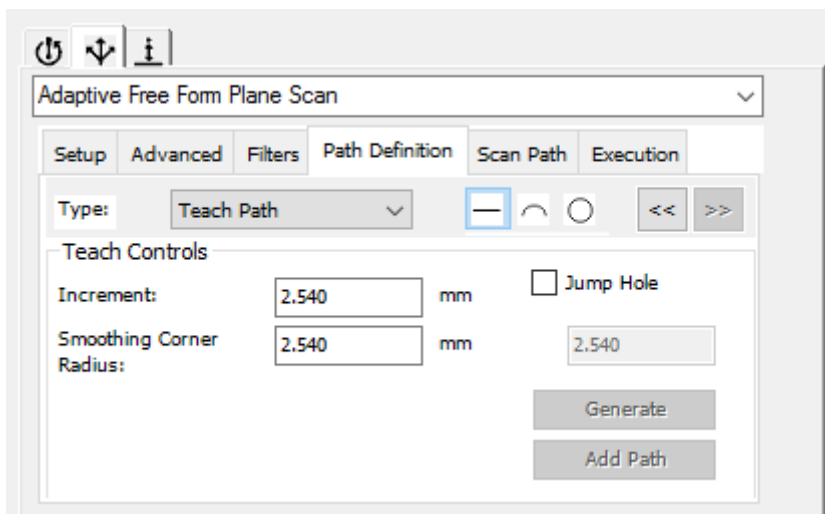 Adaptive Free Form Plane Scan
Setup Advanced Filters Path Definition Scan Path Execution
Type: Teach Path << >>
Teach Controls
Increment: 2.540 mm Jump Hole
Smoothing Corner
Radius: 2.540 mm 2.540
Generate
Add Path